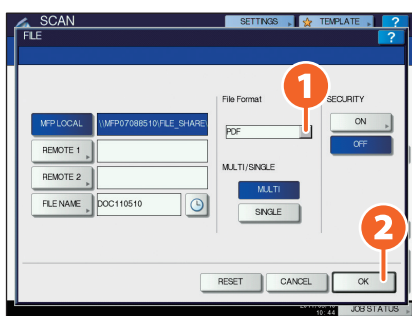 SCAN
SETTINGS
TEMPLATE
?
FILE
?
File Format
1
SECURITY
MFP LOCAL
\\MFP07088510\FILE_SHARE\
PDF
ON
OFF
REMOTE 1
REMOTE 2
MULTI/SINGLE
MULTI
FILE NAME
DOC110510
SINGLE
2
RESET
CANCEL
OK
10:44
JOB STATUS